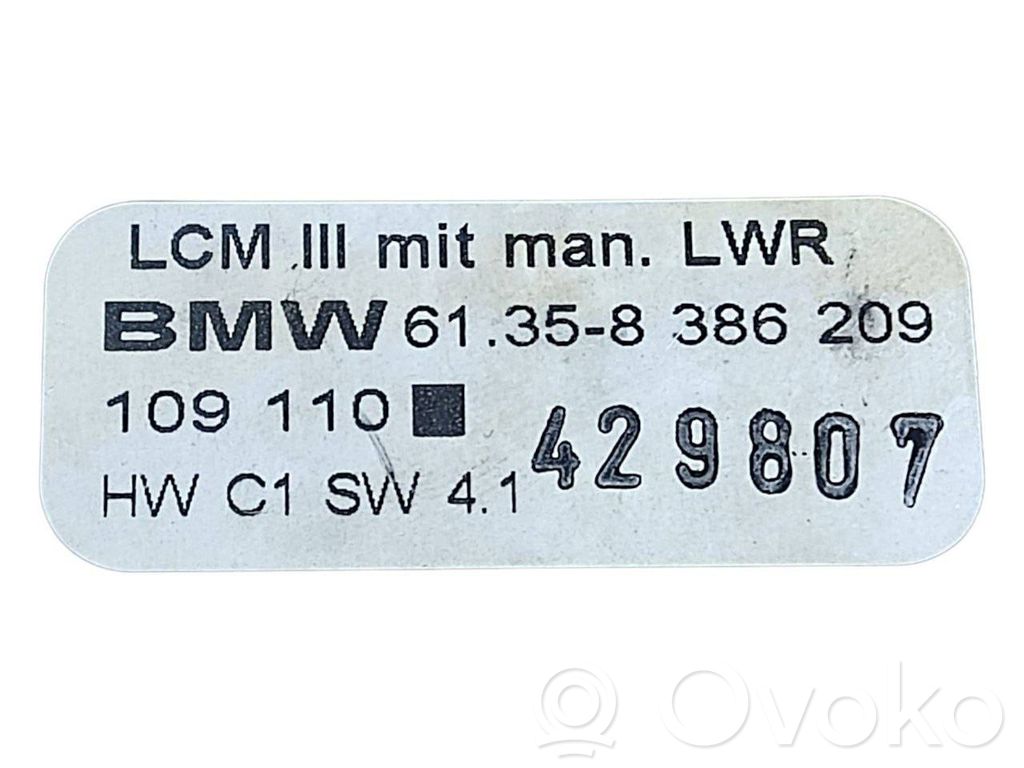 LCM III mit man. LWR
BMW 61.35-8 386 209
109 110 ■ 429807
HW C1 SW 4.1
Ovoko